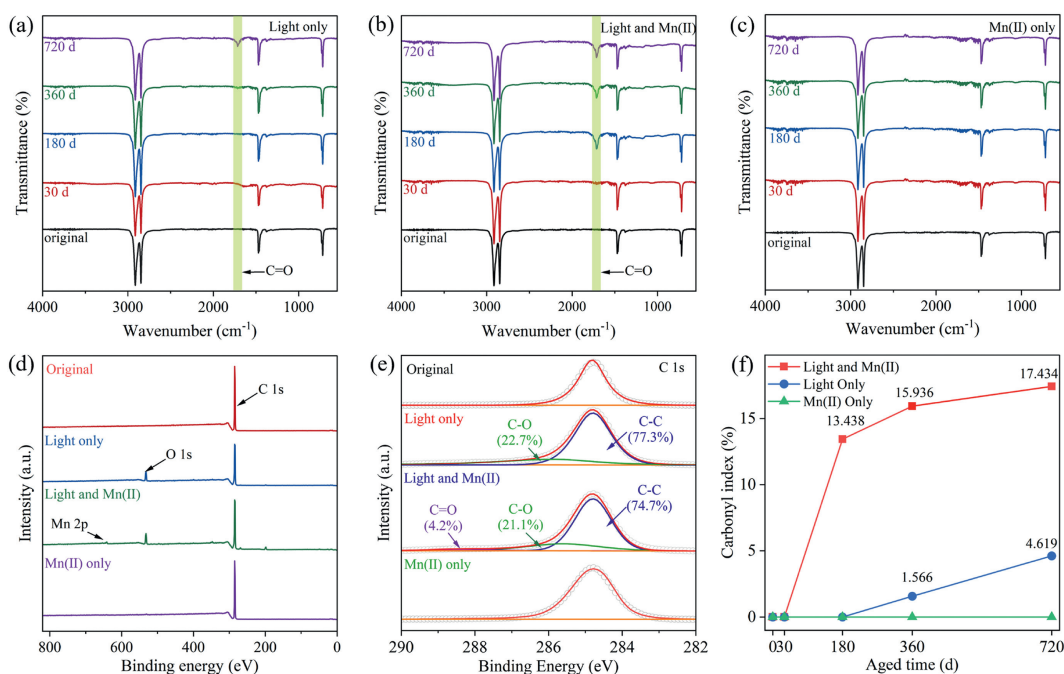 (a)
Light only
720 d
360 d
180 d
30 d
original
C=O
Transmittance (%)
4000 3000 2000 1000
Wavenumber (cm⁻¹)
(b)
Light and Mn(II)
720 d
360 d
180 d
30 d
original
C=O
Transmittance (%)
4000 3000 2000 1000
Wavenumber (cm⁻¹)
(c)
Mn(II) only
720 d
360 d
180 d
30 d
original
Transmittance (%)
4000 3000 2000 1000
Wavenumber (cm⁻¹)
(d)
Original
C 1s
Light only
O 1s
Light and Mn(II)
Mn 2p
Mn(II) only
Intensity (a.u.)
800 600 400 200 0
Binding energy (eV)
(e)
Original
C 1s
Light only
C-O
(22.7%)
C-C
(77.3%)
Light and Mn(II)
C=O
(4.2%)
C-O
(21.1%)
C-C
(74.7%)
Mn(II) only
Intensity (a.u.)
290 288 286 284 282
Binding Energy (eV)
(f)
Light and Mn(II)
Light Only
Mn(II) Only
13.438
15.936
17.434
1.566
4.619
Carbonyl index (%)
15
10
5
0
0 30 180 360 720
Aged time (d)